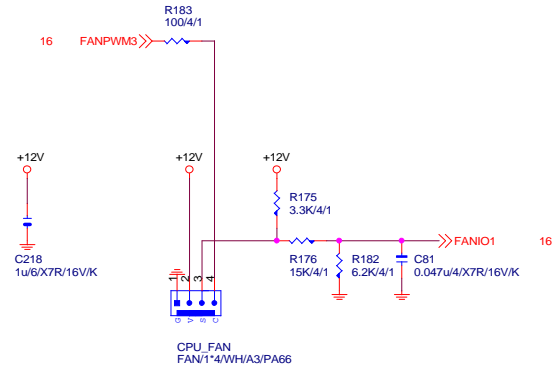 R183
100/4/1
16 FANPWM3
+12V
+12V
+12V
R175
3.3K/4/1
FANIO1 16
C218
1u/6/X7R/16V/K
R176
15K/4/1
R182
6.2K/4/1
C81
0.047u/4/X7R/16V/K
1 2 3 4
G V S C
CPU_FAN
FAN/1*4/WH/A3/PA66